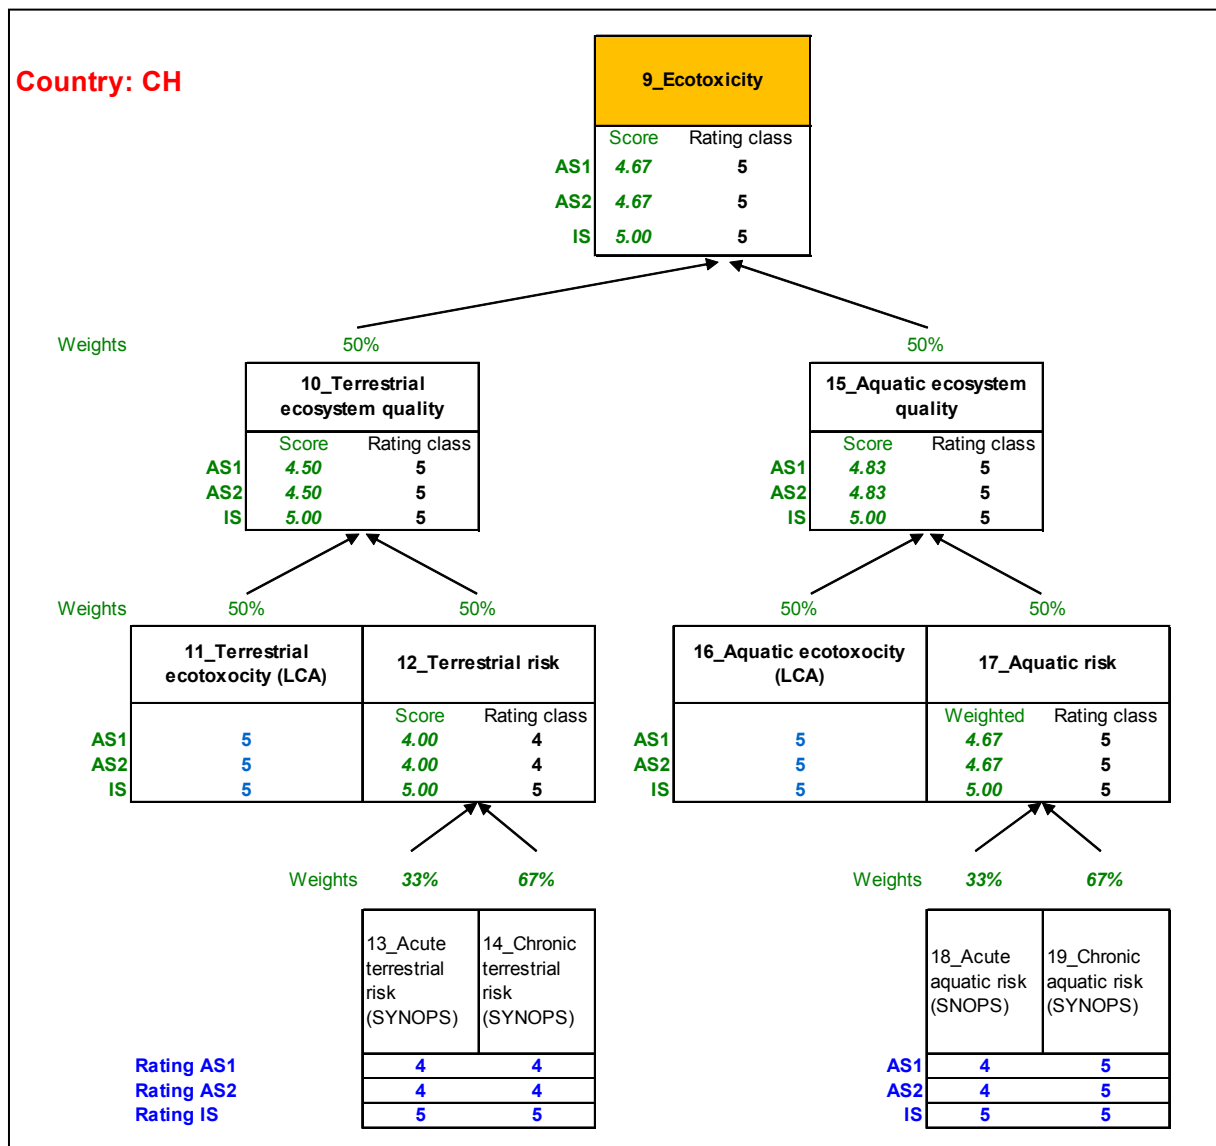 Country: CH
9_Ecotoxicity
Score Rating class
AS1 4.67 5
AS2 4.67 5
IS 5.00 5
Weights 50% 50%
10_Terrestrial
ecosystem quality
15_Aquatic ecosystem
quality
Score Rating class Score Rating class
AS1 4.50 5 AS1 4.83 5
AS2 4.50 5 AS2 4.83 5
IS 5.00 5 IS 5.00 5
Weights 50% 50% 50% 50%
11_Terrestrial
ecotoxocity (LCA)
12_Terrestrial risk
16_Aquatic ecotoxocity
(LCA)
17_Aquatic risk
Score Rating class Weighted Rating class
AS1 5 4.00 4 AS1 5 4.67 5
AS2 5 4.00 4 AS2 5 4.67 5
IS 5 5.00 5 IS 5 5.00 5
Weights 33% 67% Weights 33% 67%
13_Acute
terrestrial
risk
(SYNOPS)
14_Chronic
terrestrial
risk
(SYNOPS)
18_Acute
aquatic risk
(SNOPS)
19_Chronic
aquatic risk
(SYNOPS)
Rating AS1 4 4 AS1 4 5
Rating AS2 4 4 AS2 4 5
Rating IS 5 5 IS 5 5